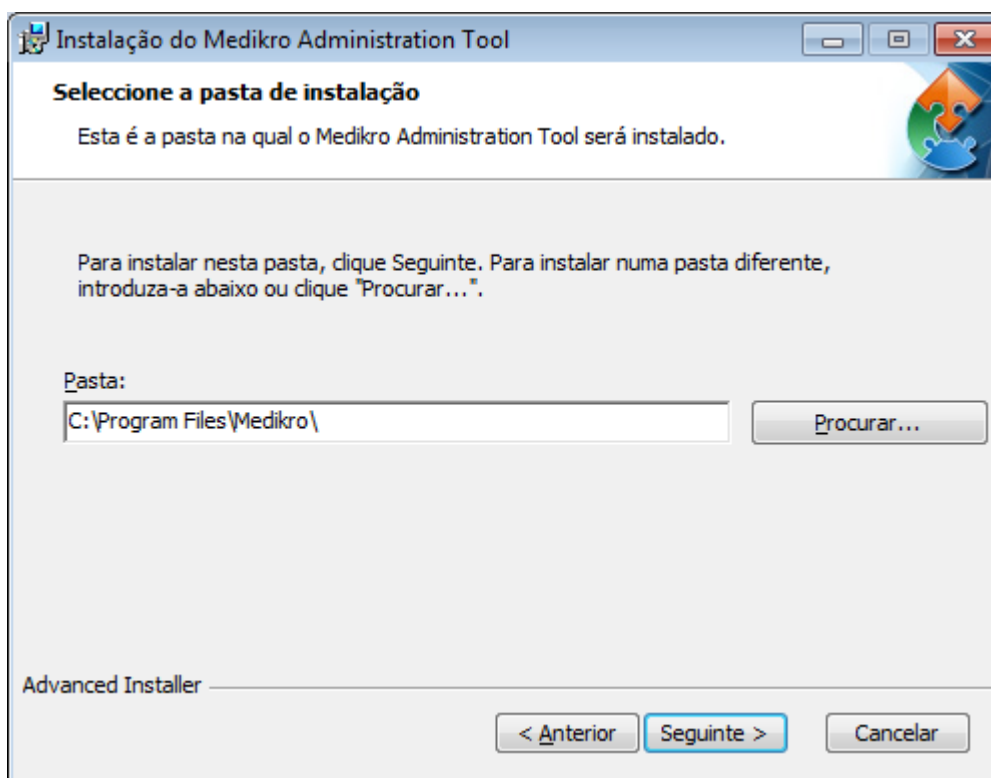 Instalação do Medikro Administration Tool
Seleccione a pasta de instalação
Esta é a pasta na qual o Medikro Administration Tool será instalado.
Para instalar nesta pasta, clique Seguinte. Para instalar numa pasta diferente,
introduza-a abaixo ou clique "Procurar...".
Pasta:
C:\Program Files\Medikro\
Procurar...
Advanced Installer
< Anterior
Seguinte >
Cancelar